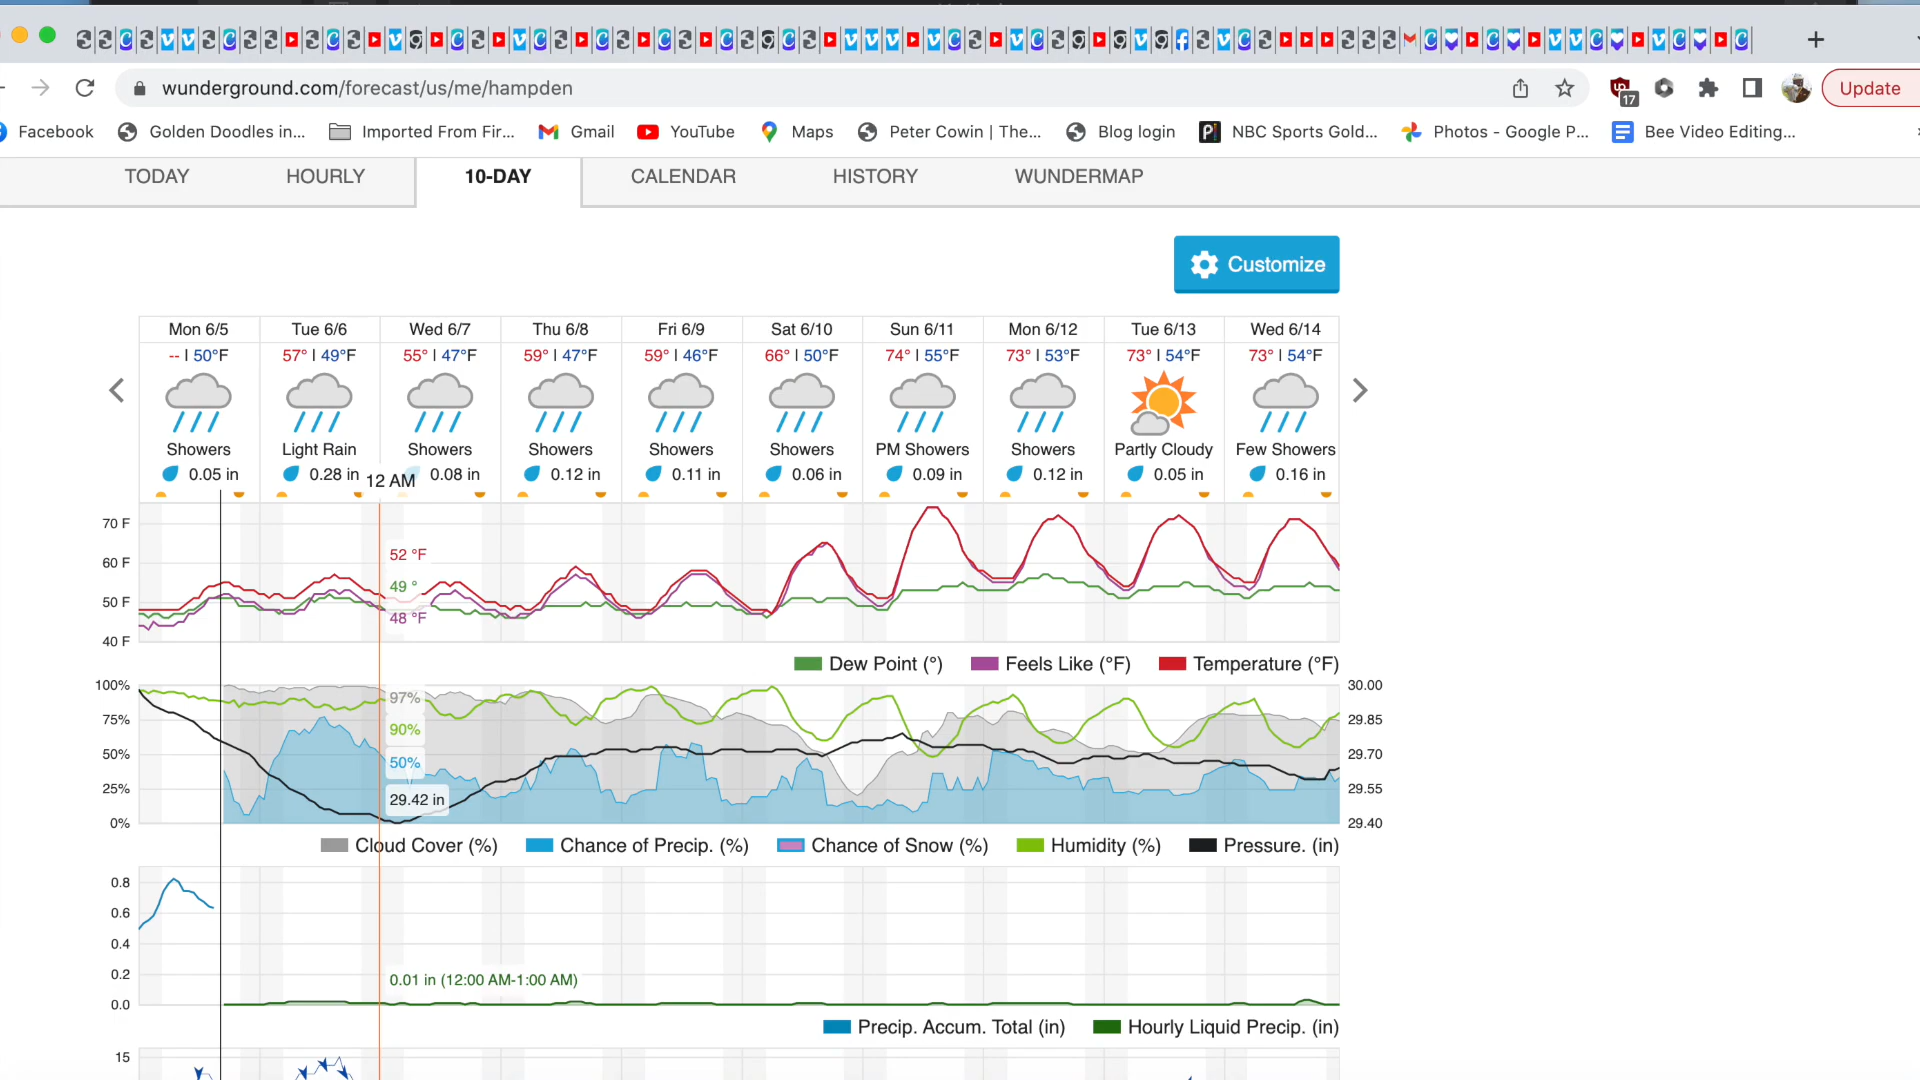 17
wunderground.com/forecast/us/me/hampden
Update
Facebook
Golden Doodles in...
Imported From Fir...
Gmail
YouTube
Maps
Peter Cowin | The...
Blog login
NBC Sports Gold...
Photos - Google P...
Bee Video Editing...
TODAY
HOURLY
10-DAY
CALENDAR
HISTORY
WUNDERMAP
Customize
Mon 6/5 Tue 6/6 Wed 6/7 Thu 6/8 Fri 6/9 Sat 6/10 Sun 6/11 Mon 6/12 Tue 6/13 Wed 6/14
-- | 50°F 57° | 49°F 55° | 47°F 59° | 47°F 59° | 46°F 66° | 50°F 74° | 55°F 73° | 53°F 73° | 54°F 73° | 54°F
Showers Light Rain Showers Showers Showers Showers PM Showers Showers Partly Cloudy Few Showers
0.05 in 0.28 in 0.08 in 0.12 in 0.11 in 0.06 in 0.09 in 0.12 in 0.05 in 0.16 in
12 AM
70 F
60 F
50 F
40 F
52 °F
49 °
48 °F
Dew Point (°) Feels Like (°F) Temperature (°F)
100% 30.00
75% 29.85
50% 29.70
25% 29.55
0% 29.40
97%
90%
50%
29.42 in
Cloud Cover (%) Chance of Precip. (%) Chance of Snow (%) Humidity (%) Pressure. (in)
0.8
0.6
0.4
0.2
0.0
0.01 in (12:00 AM-1:00 AM)
Precip. Accum. Total (in) Hourly Liquid Precip. (in)
15